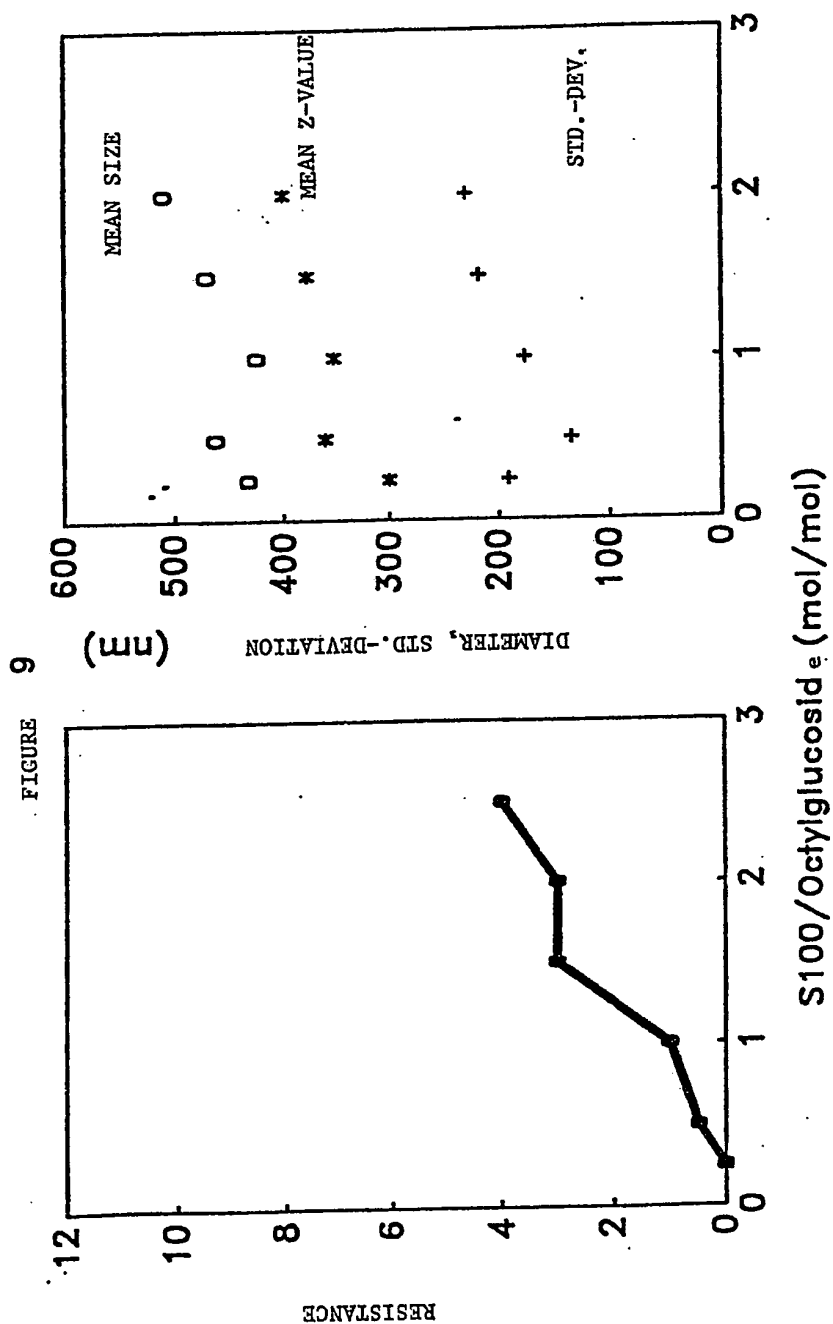 FIGURE 9
RESISTANCE
12
10
8
6
4
2
0
0 1 2 3
DIAMETER, STD.-DEVIATION
(nm)
600
500
400
300
200
100
0
MEAN SIZE
MEAN Z-VALUE
STD.-DEV.
0 1 2 3
S100/Octylglucoside (mol/mol)